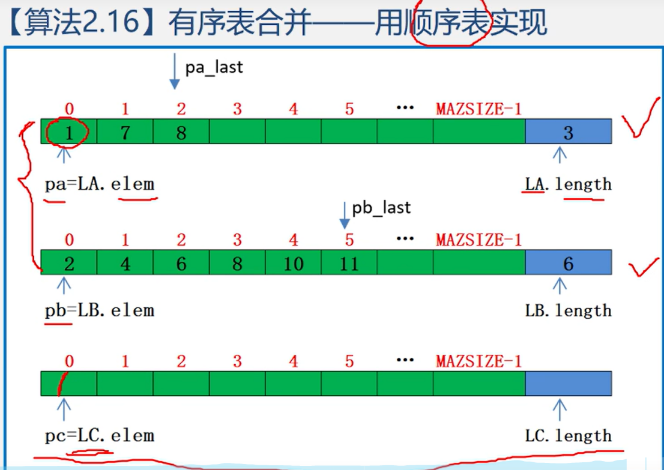 【算法2.16】有序表合并——用顺序表实现
pa_last
0 1 2 3 4 5 ··· MAZSIZE-1
1 7 8 3
pa=LA.elem LA.length
pb_last
0 1 2 3 4 5 ··· MAZSIZE-1
2 4 6 8 10 11 6
pb=LB.elem LB.length
0 1 2 3 4 5 ··· MAZSIZE-1
pc=LC.elem LC.length